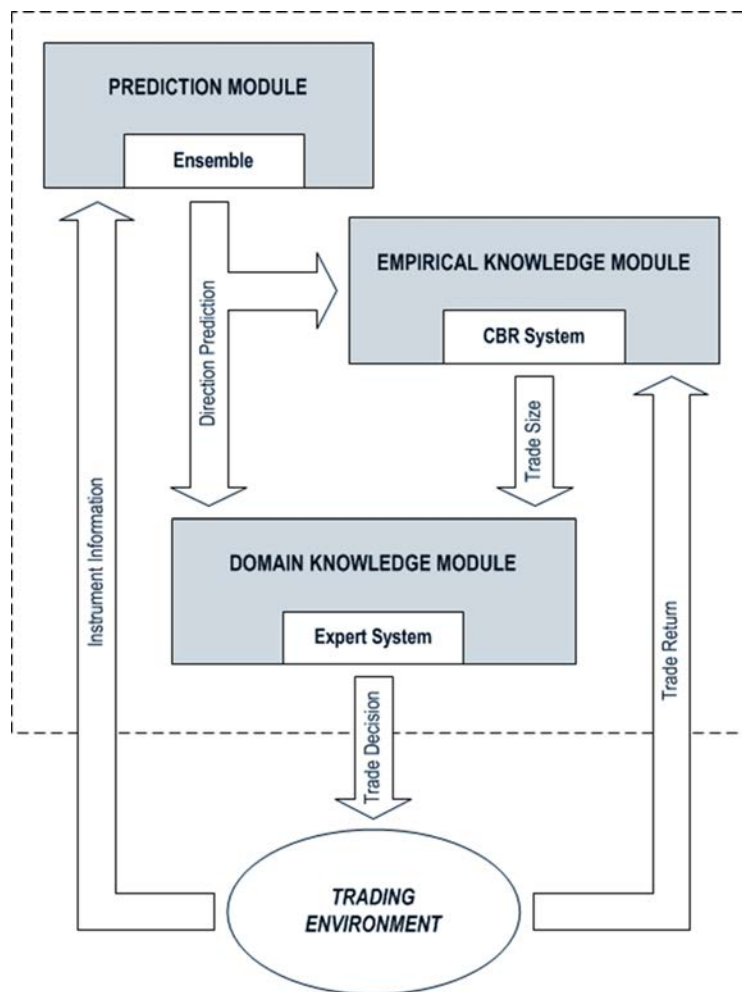 PREDICTION MODULE
Ensemble
EMPIRICAL KNOWLEDGE MODULE
CBR System
Direction Prediction
Trade Size
DOMAIN KNOWLEDGE MODULE
Expert System
Instrument Information
Trade Return
Trade Decision
TRADING
ENVIRONMENT